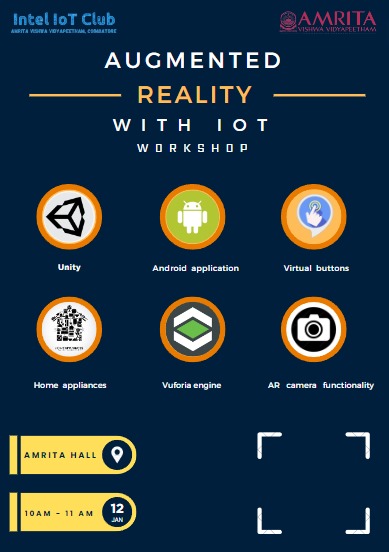 Intel IoT Club
AMRITA VISHWA VIDYAPEETHAM, COIMBATORE
AMRITA
VISHWA VIDYAPEETHAM
AUGMENTED
REALITY
WITH IOT
WORKSHOP
Unity
Android application
Virtual buttons
Home appliances
Vuforia engine
AR camera functionality
AMRITA HALL
10AM - 11 AM
12
JAN